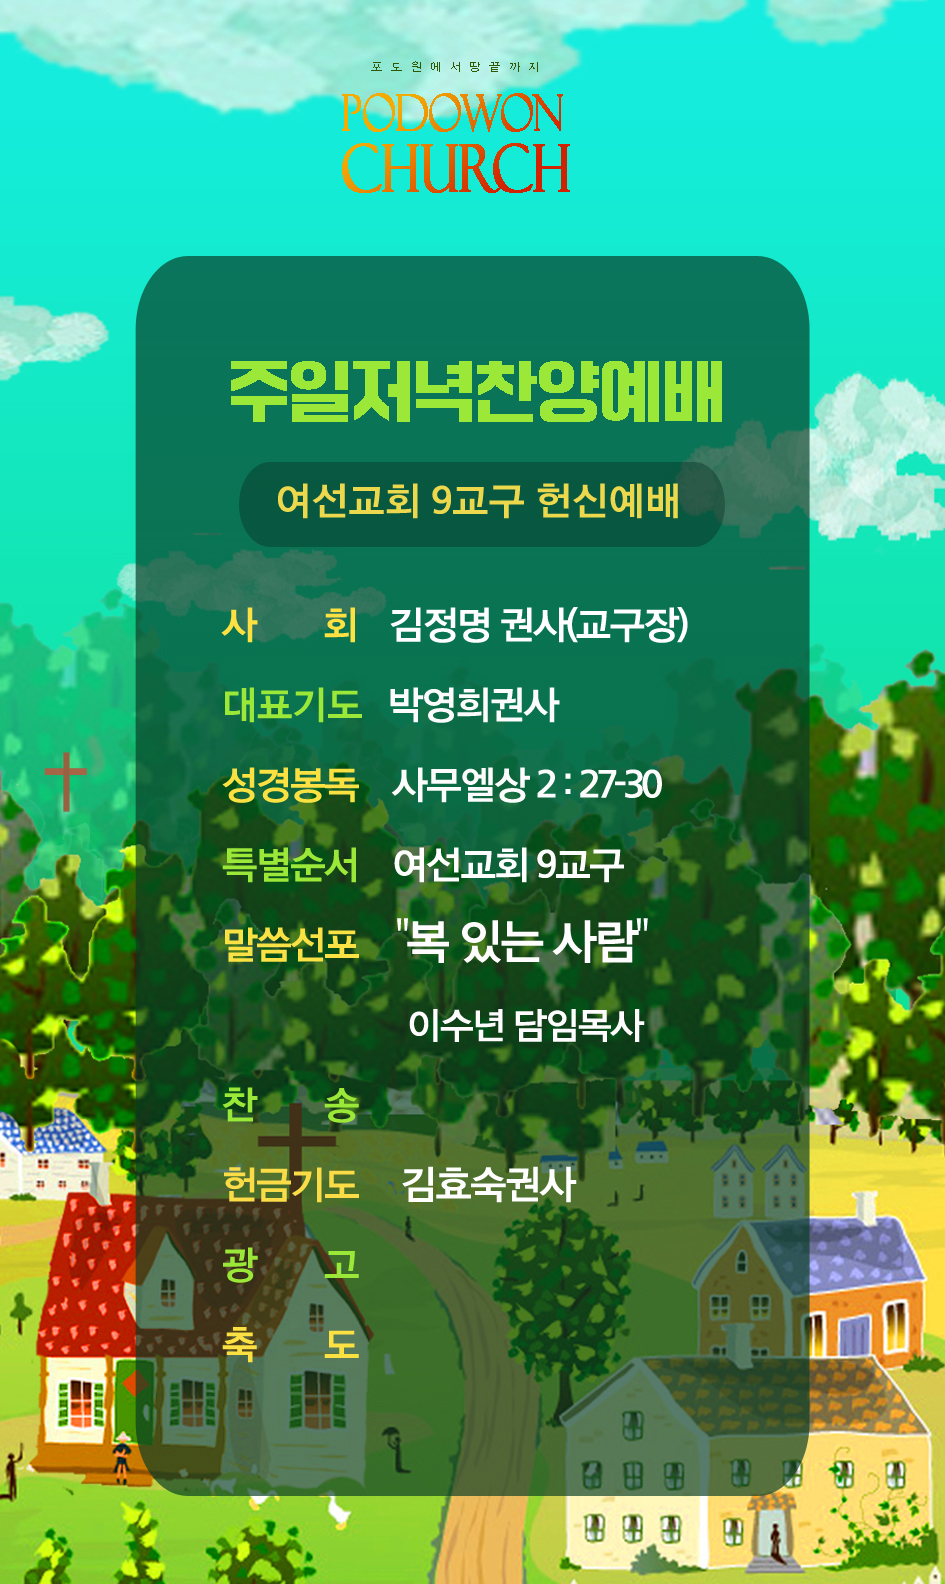 포도원에서땅끝까지
PODOWON
CHURCH
주일저녁찬양예배
여선교회 9교구 헌신예배
사 회 김정명 권사(교구장)
대표기도 박영희권사
성경봉독 사무엘상 2 : 27-30
특별순서 여선교회 9교구
말씀선포 "복 있는 사람"
이수년 담임목사
찬 송
헌금기도 김효숙권사
광 고
축 도